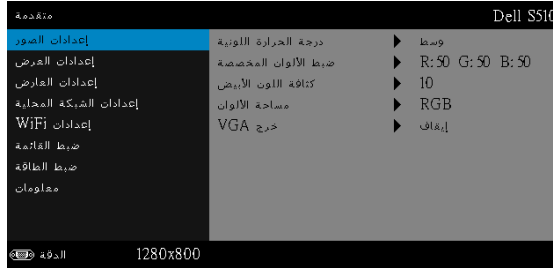 متقدمة
Dell S510
إعدادات الصور
إعدادات العرض
إعدادات العارض
إعدادات الشبكة المحلية
إعدادات WiFi
ضبط القائمة
ضبط الطاقة
معلومات
درجة الحرارة اللونية وسط
ضبط الألوان المخصصة R:50 G:50 B:50
كثافة اللون الأبيض 10
مساحة الألوان RGB
خرج VGA إيقاف
الدقة 1280x800